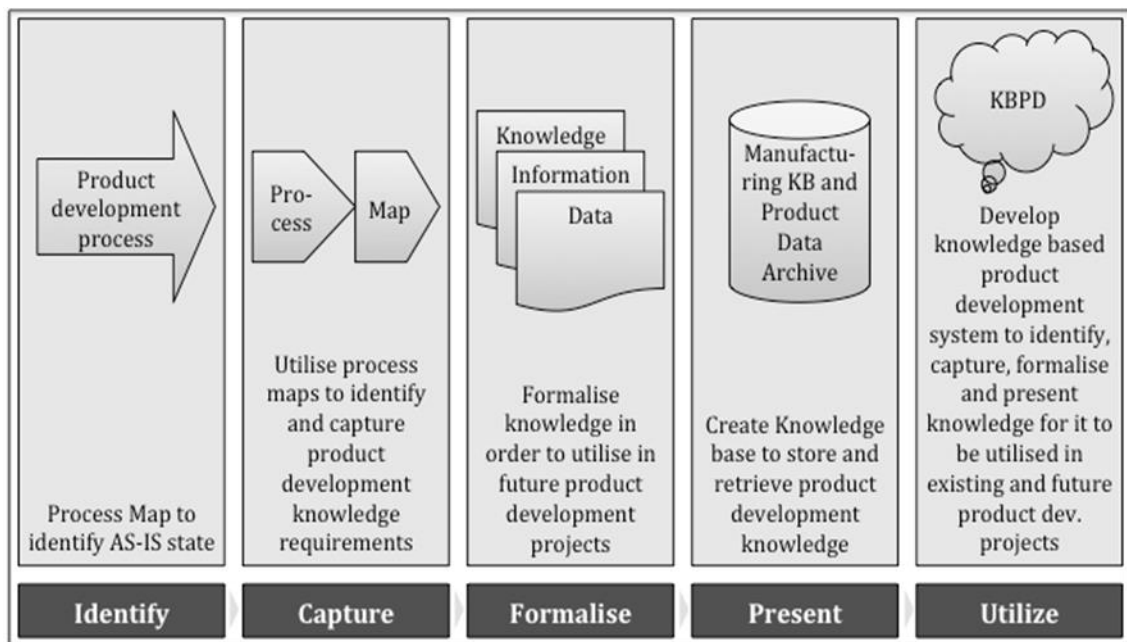 Product
development
process
Process Map to
identify AS-IS state
Identify
Pro-
cess
Map
Utilise process
maps to identify
and capture
product
development
knowledge
requirements
Capture
Knowledge
Information
Data
Formalise
knowledge in
order to utilise in
future product
development
projects
Formalise
Manufactu-
ring KB and
Product
Data
Archive
Create Knowledge
base to store and
retrieve product
development
knowledge
Present
KBPD
Develop
knowledge based
product
development
system to identify,
capture, formalise
and present
knowledge for it to
be utilised in
existing and future
product dev.
projects
Utilize